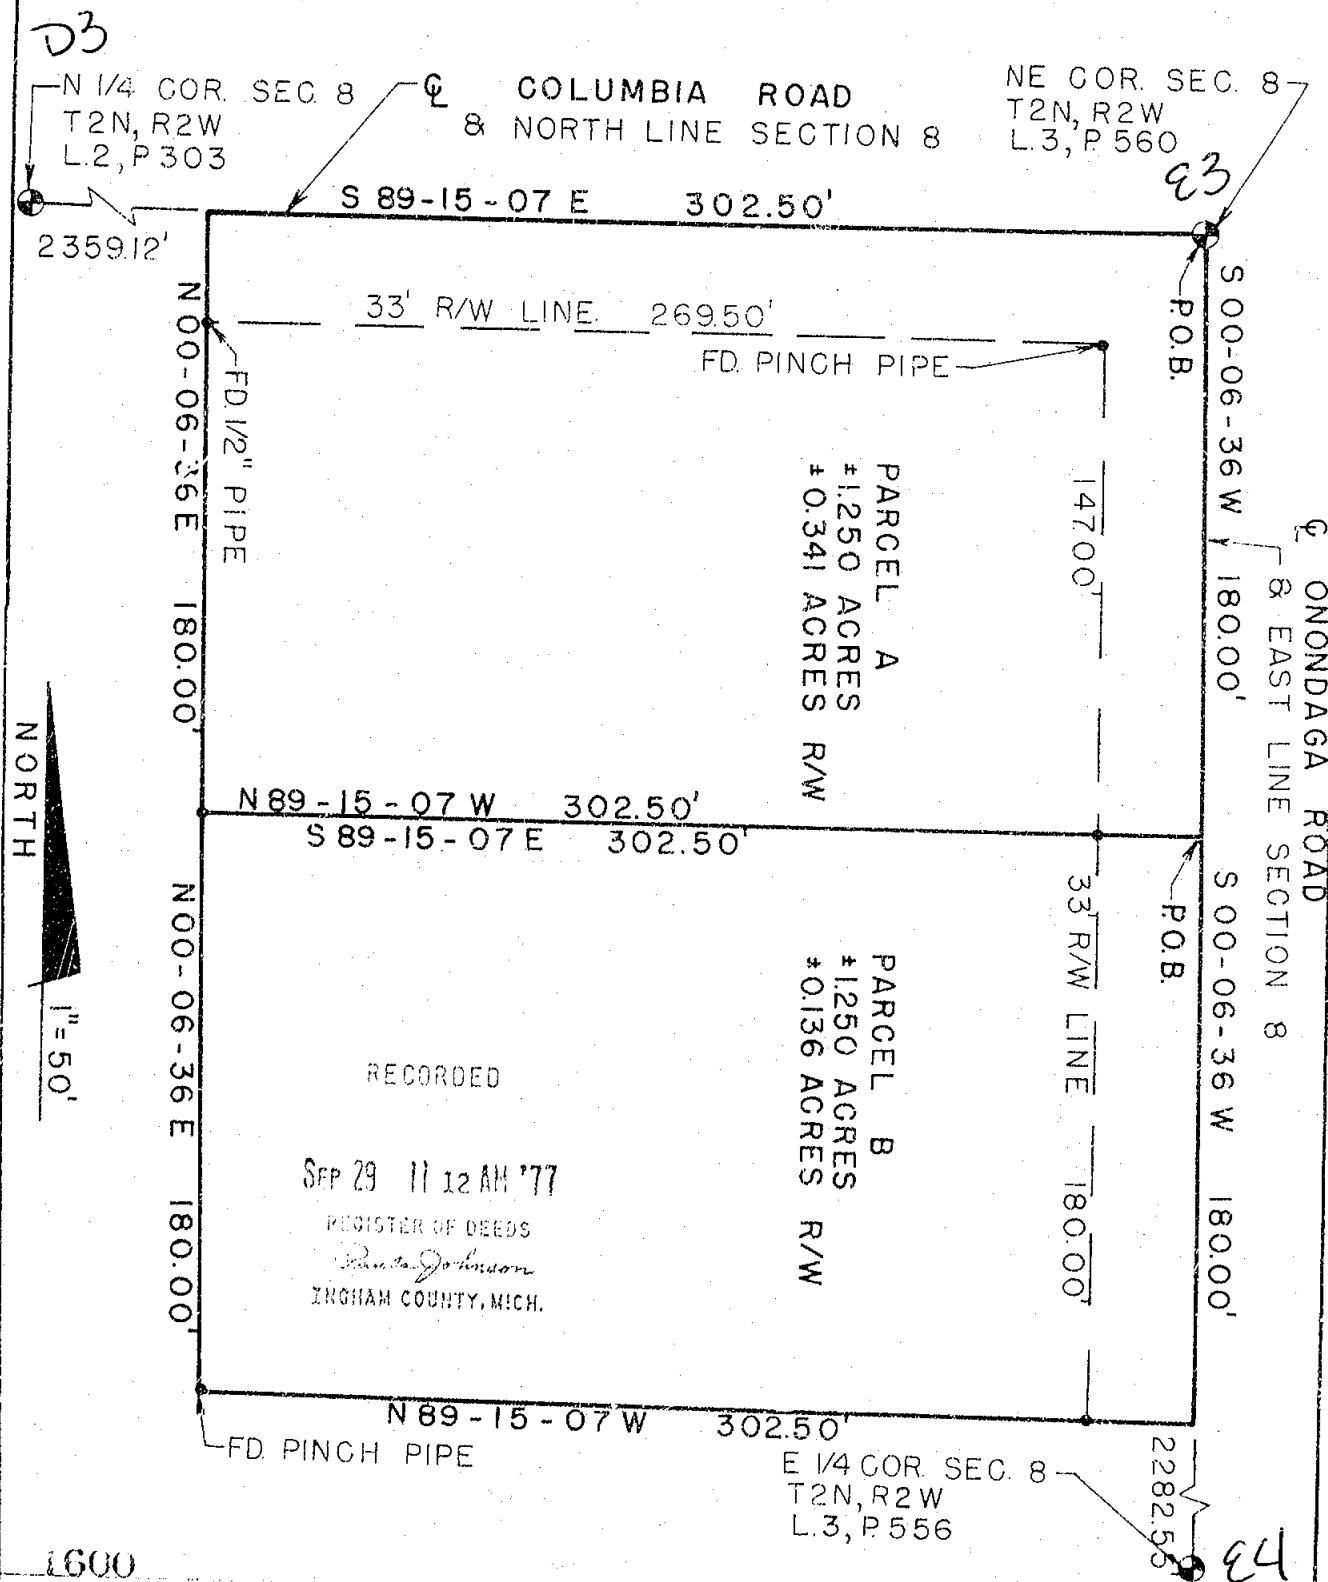 D3
N 1/4 COR. SEC. 8
T2N, R2W
L.2, P 303
℄ COLUMBIA ROAD
& NORTH LINE SECTION 8
NE COR. SEC. 8
T2N, R2W
L.3, P. 560
E3
S 89-15-07 E 302.50'
2359.12'
33' R/W LINE. 269.50'
FD. PINCH PIPE
P.O.B.
S 00-06-36 W 180.00'
N 00-06-36 E 180.00'
FD. 1/2" PIPE
PARCEL A
±1.250 ACRES
±0.341 ACRES R/W
147.00'
℄ ONONDAGA ROAD
& EAST LINE SECTION 8
N 89-15-07 W 302.50'
S 89-15-07 E 302.50'
NORTH
1"=50'
N 00-06-36 E 180.00'
PARCEL B
±1.250 ACRES
±0.136 ACRES R/W
33' R/W LINE 180.00'
P.O.B.
S 00-06-36 W 180.00'
RECORDED
SEP 29 11 12 AM '77
REGISTER OF DEEDS
Johnson
INGHAM COUNTY, MICH.
N 89-15-07 W 302.50'
FD. PINCH PIPE
E 1/4 COR. SEC. 8
T2N, R2W
L.3, P. 556
2282.55'
E4
1600